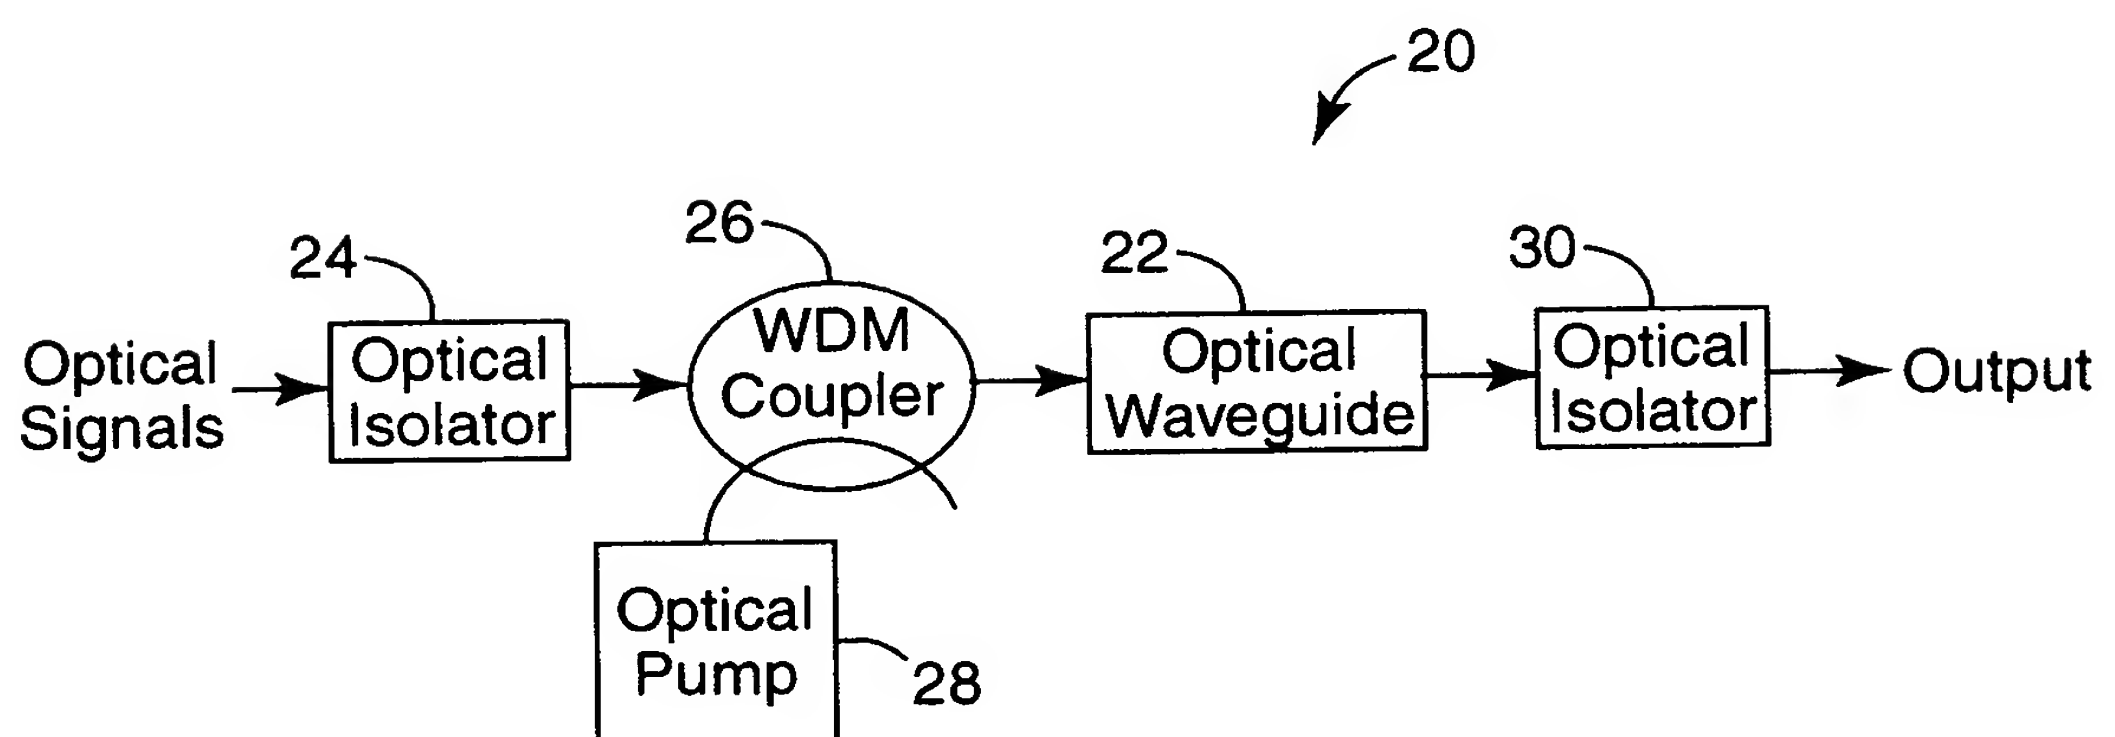 20
26
24
22
30
Optical
Signals
Optical
Isolator
WDM
Coupler
Optical
Waveguide
Optical
Isolator
Output
Optical
Pump
28